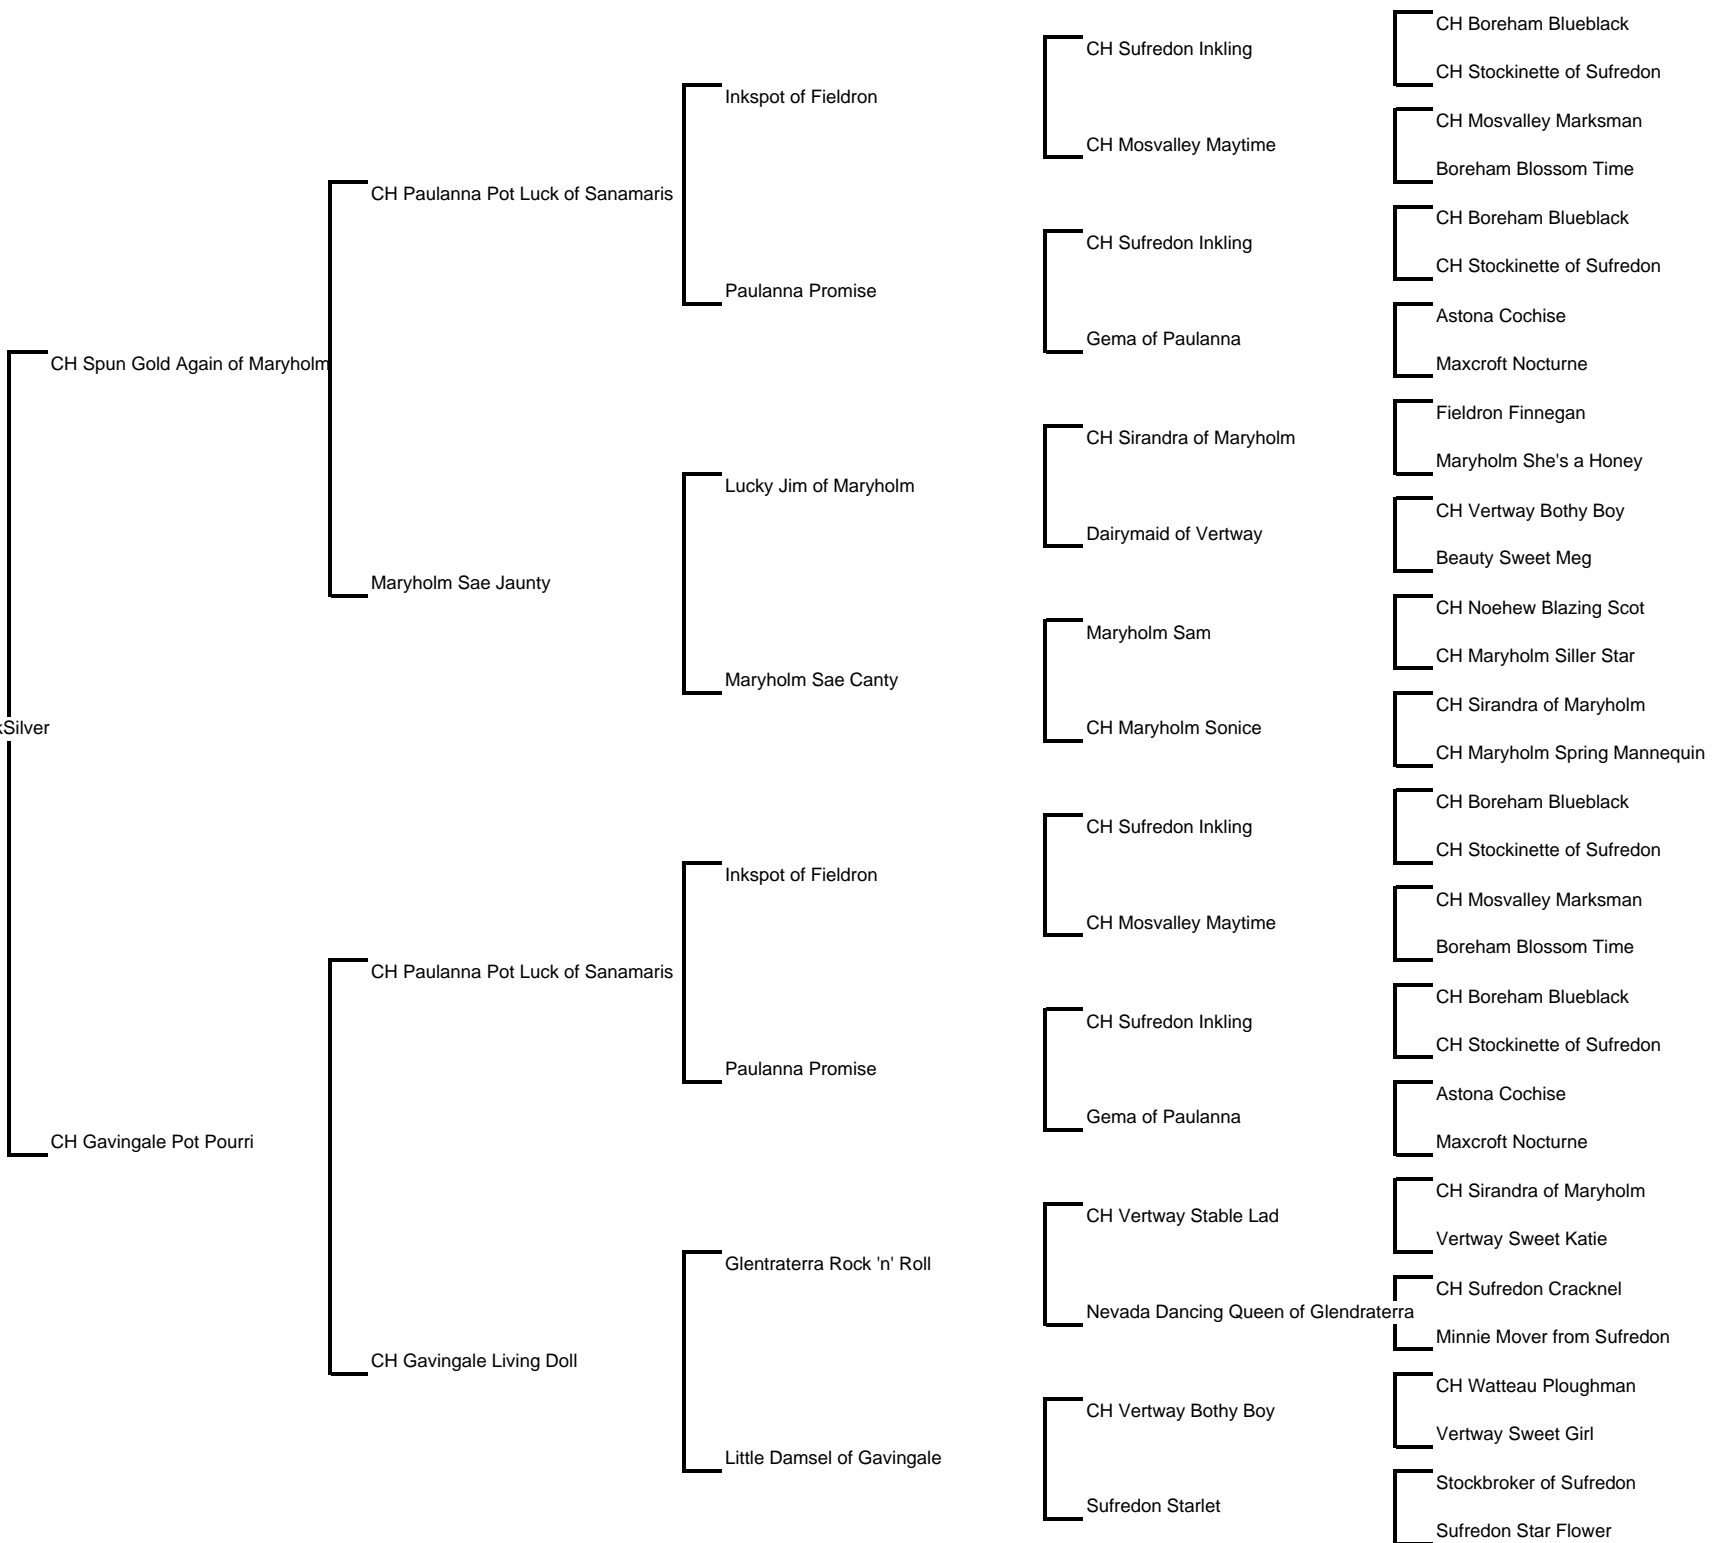 CH Boreham Blueblack
CH Sufredon Inkling
CH Stockinette of Sufredon
Inkspot of Fieldron
CH Mosvalley Marksman
CH Mosvalley Maytime
Boreham Blossom Time
CH Paulanna Pot Luck of Sanamaris
CH Boreham Blueblack
CH Sufredon Inkling
CH Stockinette of Sufredon
Paulanna Promise
Astona Cochise
Gema of Paulanna
Maxcroft Nocturne
CH Spun Gold Again of Maryholm
Fieldron Finnegan
CH Sirandra of Maryholm
Maryholm She's a Honey
Lucky Jim of Maryholm
CH Vertway Bothy Boy
Dairymaid of Vertway
Beauty Sweet Meg
Maryholm Sae Jaunty
CH Noehew Blazing Scot
Maryholm Sam
CH Maryholm Siller Star
Maryholm Sae Canty
CH Sirandra of Maryholm
CH Maryholm Sonice
CH Maryholm Spring Mannequin
kSilver
CH Boreham Blueblack
CH Sufredon Inkling
CH Stockinette of Sufredon
Inkspot of Fieldron
CH Mosvalley Marksman
CH Mosvalley Maytime
Boreham Blossom Time
CH Paulanna Pot Luck of Sanamaris
CH Boreham Blueblack
CH Sufredon Inkling
CH Stockinette of Sufredon
Paulanna Promise
Astona Cochise
Gema of Paulanna
Maxcroft Nocturne
CH Gavingale Pot Pourri
CH Sirandra of Maryholm
CH Vertway Stable Lad
Vertway Sweet Katie
Glentraterra Rock 'n' Roll
CH Sufredon Cracknel
Nevada Dancing Queen of Glendraterra
Minnie Mover from Sufredon
CH Gavingale Living Doll
CH Watteau Ploughman
CH Vertway Bothy Boy
Vertway Sweet Girl
Little Damsel of Gavingale
Stockbroker of Sufredon
Sufredon Starlet
Sufredon Star Flower